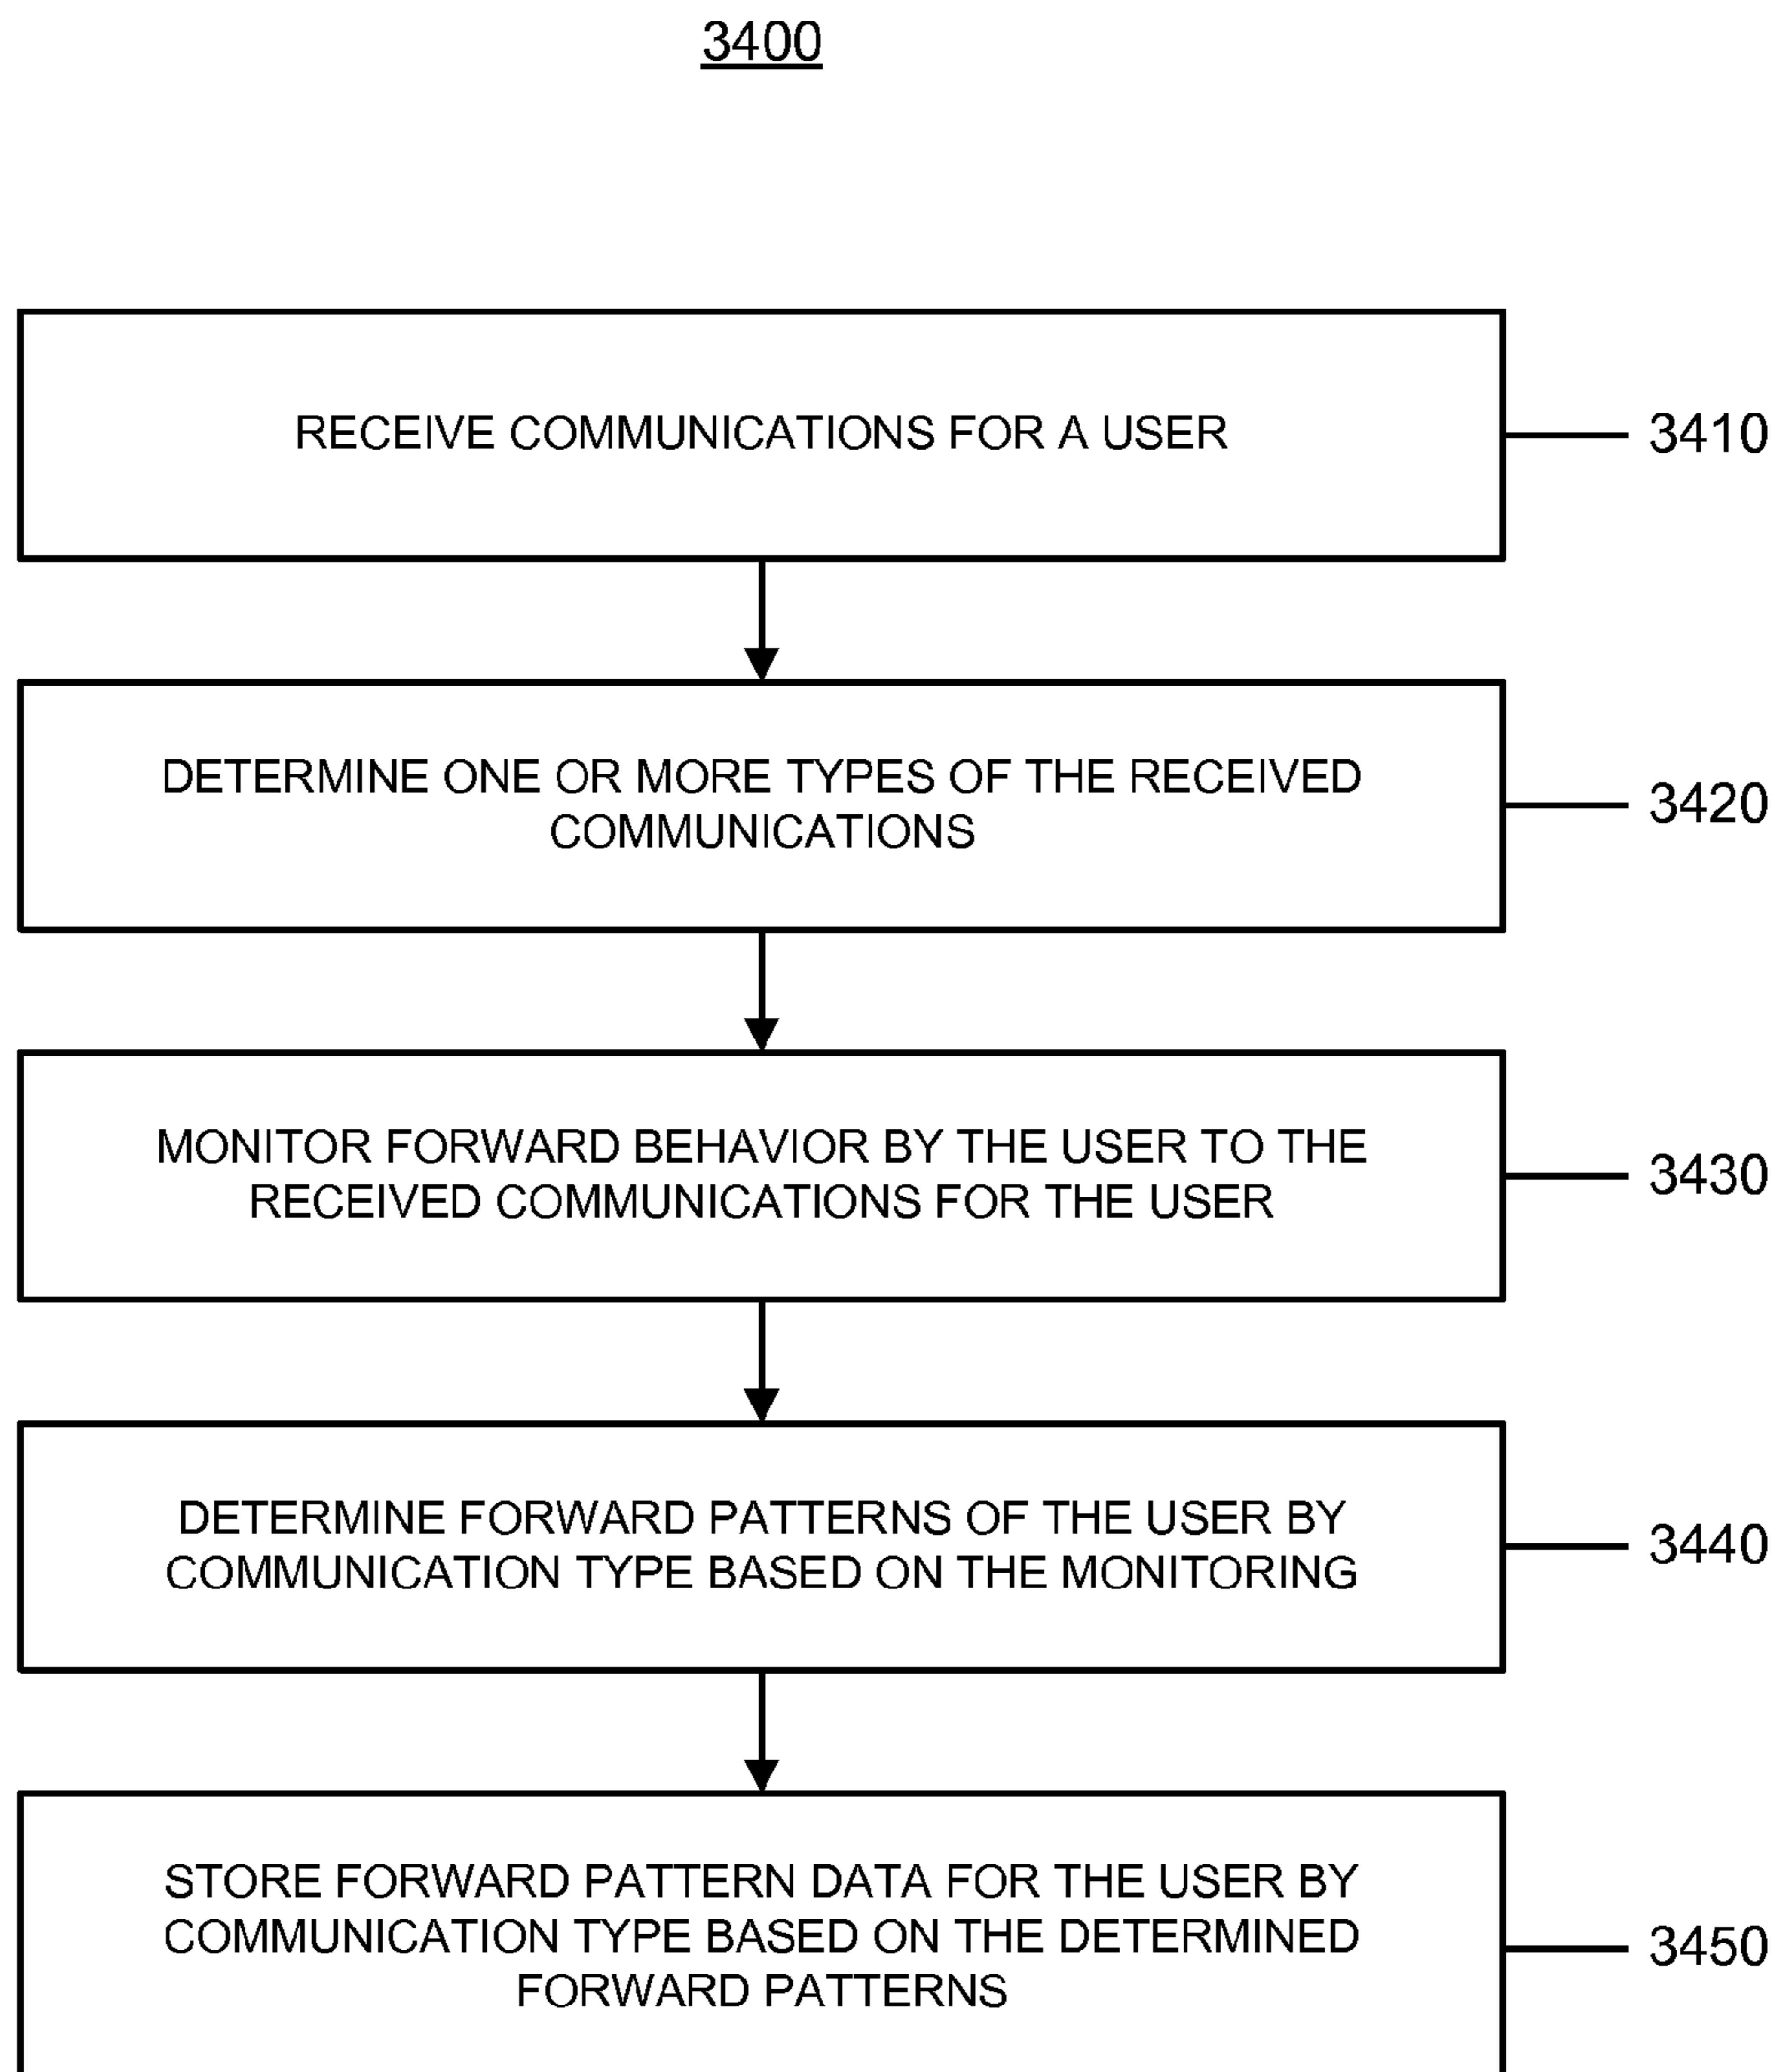 3400
RECEIVE COMMUNICATIONS FOR A USER
3410
DETERMINE ONE OR MORE TYPES OF THE RECEIVED
COMMUNICATIONS
3420
MONITOR FORWARD BEHAVIOR BY THE USER TO THE
RECEIVED COMMUNICATIONS FOR THE USER
3430
DETERMINE FORWARD PATTERNS OF THE USER BY
COMMUNICATION TYPE BASED ON THE MONITORING
3440
STORE FORWARD PATTERN DATA FOR THE USER BY
COMMUNICATION TYPE BASED ON THE DETERMINED
FORWARD PATTERNS
3450